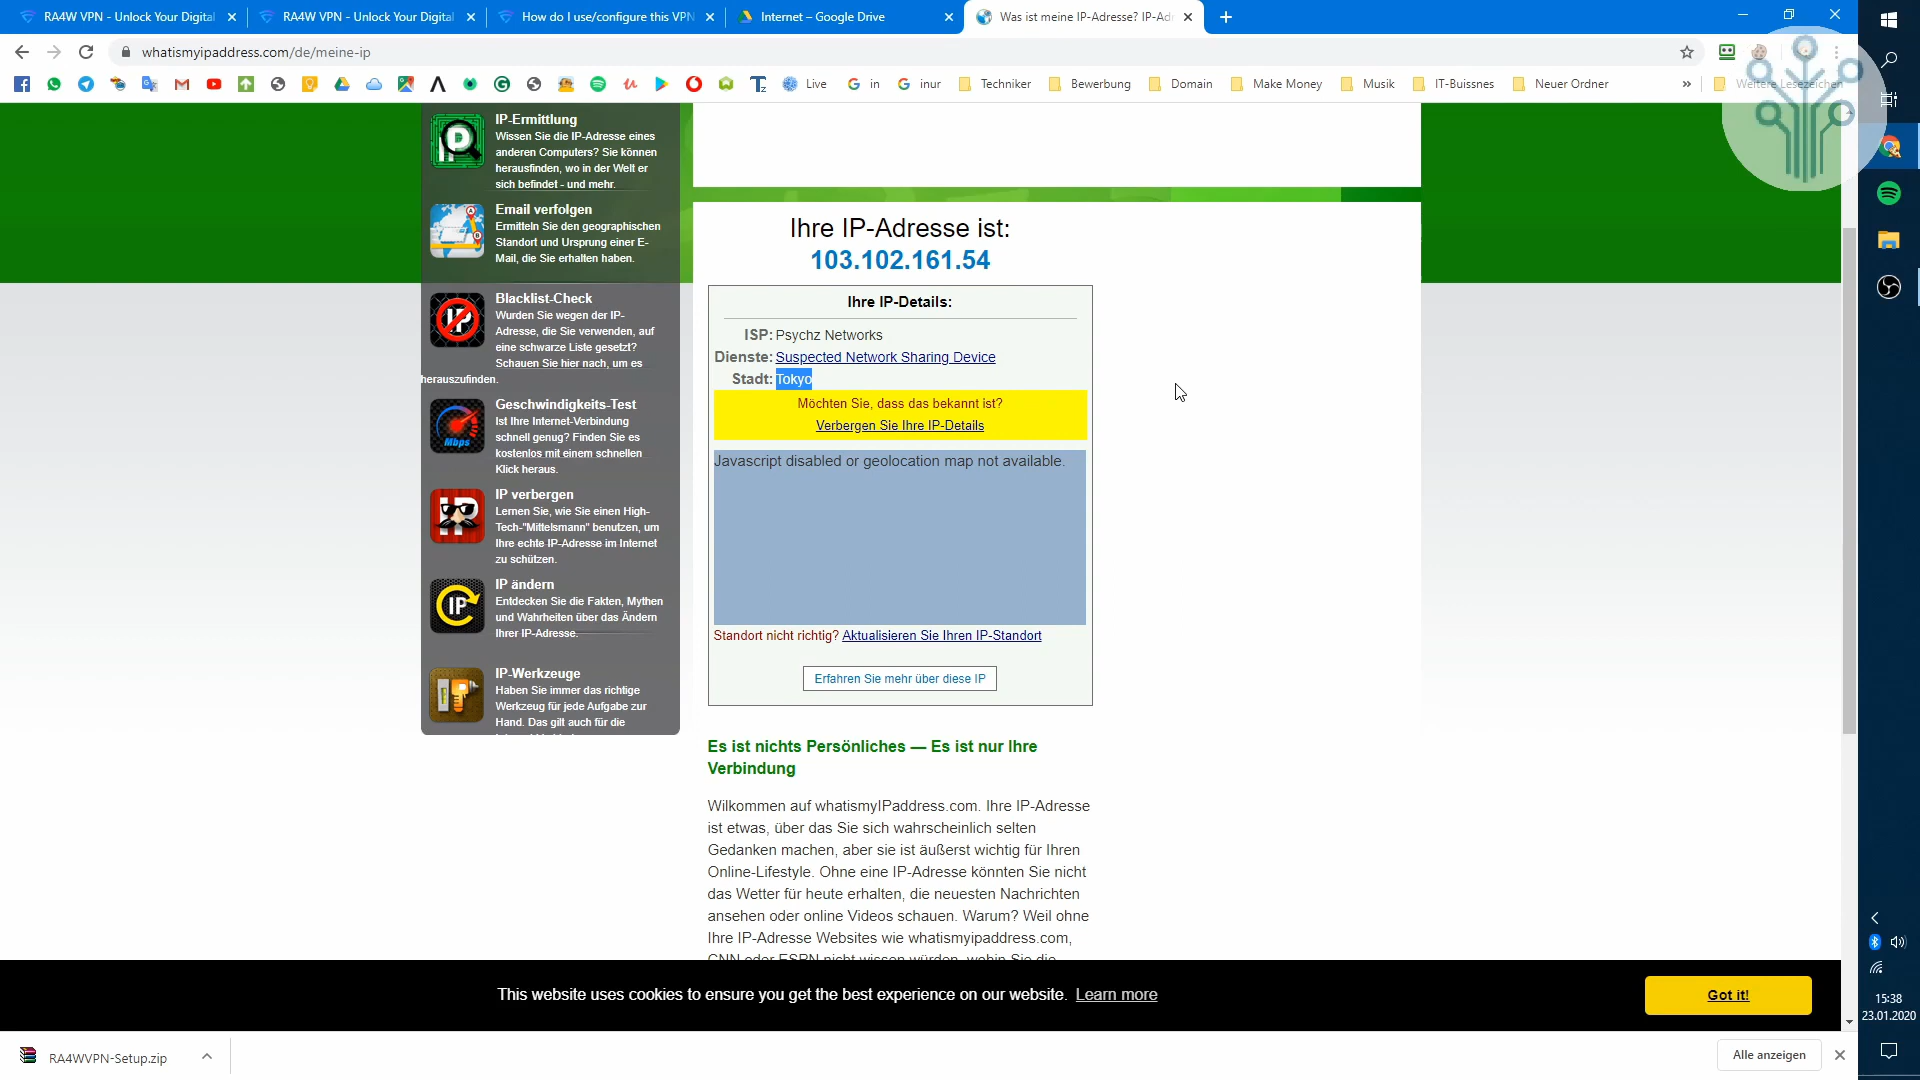 RA4W VPN - Unlock Your Digital
RA4W VPN - Unlock Your Digital
How do I use/configure this VPN
Internet – Google Drive
Was ist meine IP-Adresse? IP-Ad
whatismyipaddress.com/de/meine-ip
Live
in
inur
Techniker
Bewerbung
Domain
Make Money
Musik
IT-Buissnes
Neuer Ordner
»
Weitere Lesezeichen
IP-Ermittlung
Wissen Sie die IP-Adresse eines
anderen Computers? Sie können
herausfinden, wo in der Welt er
sich befindet - und mehr.
Email verfolgen
Ermitteln Sie den geographischen
Standort und Ursprung einer E-
Mail, die Sie erhalten haben.
Blacklist-Check
Wurden Sie wegen der IP-
Adresse, die Sie verwenden, auf
eine schwarze Liste gesetzt?
Schauen Sie hier nach, um es
herauszufinden.
Geschwindigkeits-Test
Ist Ihre Internet-Verbindung
schnell genug? Finden Sie es
kostenlos mit einem schnellen
Klick heraus.
Mbps
IP verbergen
Lernen Sie, wie Sie einen High-
Tech-"Mittelsmann" benutzen, um
Ihre echte IP-Adresse im Internet
zu schützen.
IP ändern
Entdecken Sie die Fakten, Mythen
und Wahrheiten über das Ändern
Ihrer IP-Adresse.
IP
IP-Werkzeuge
Haben Sie immer das richtige
Werkzeug für jede Aufgabe zur
Hand. Das gilt auch für die
Ihre IP-Adresse ist:
103.102.161.54
Ihre IP-Details:
ISP: Psychz Networks
Dienste: Suspected Network Sharing Device
Stadt: Tokyo
Möchten Sie, dass das bekannt ist?
Verbergen Sie Ihre IP-Details
Javascript disabled or geolocation map not available.
Standort nicht richtig? Aktualisieren Sie Ihren IP-Standort
Erfahren Sie mehr über diese IP
Es ist nichts Persönliches — Es ist nur Ihre
Verbindung
Wilkommen auf whatismyIPaddress.com. Ihre IP-Adresse
ist etwas, über das Sie sich wahrscheinlich selten
Gedanken machen, aber sie ist äußerst wichtig für Ihren
Online-Lifestyle. Ohne eine IP-Adresse könnten Sie nicht
das Wetter für heute erhalten, die neuesten Nachrichten
ansehen oder online Videos schauen. Warum? Weil ohne
Ihre IP-Adresse Websites wie whatismyipaddress.com,
CNN oder ESPN nicht wissen würden, wohin Sie die
This website uses cookies to ensure you get the best experience on our website. Learn more
Got it!
RA4WVPN-Setup.zip
Alle anzeigen
15:38
23.01.2020